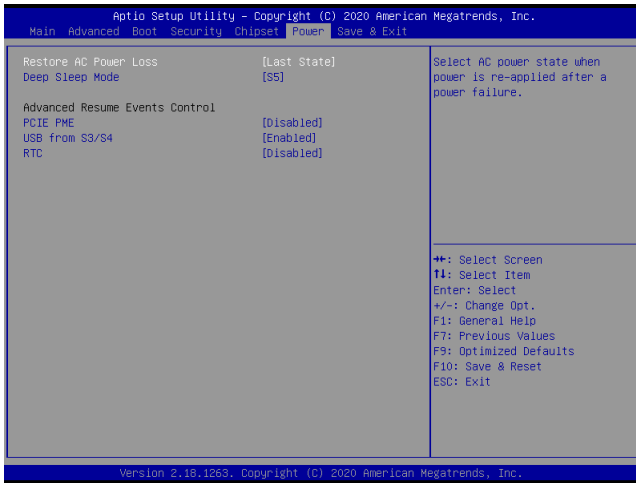 Aptio Setup Utility – Copyright (C) 2020 American Megatrends, Inc.
Main Advanced Boot Security Chipset Power Save & Exit
Restore AC Power Loss [Last State]
Deep Sleep Mode [S5]
Advanced Resume Events Control
PCIE PME [Disabled]
USB from S3/S4 [Enabled]
RTC [Disabled]
Select AC power state when
power is re-applied after a
power failure.
→←: Select Screen
↑↓: Select Item
Enter: Select
+/-: Change Opt.
F1: General Help
F7: Previous Values
F9: Optimized Defaults
F10: Save & Reset
ESC: Exit
Version 2.18.1263. Copyright (C) 2020 American Megatrends, Inc.